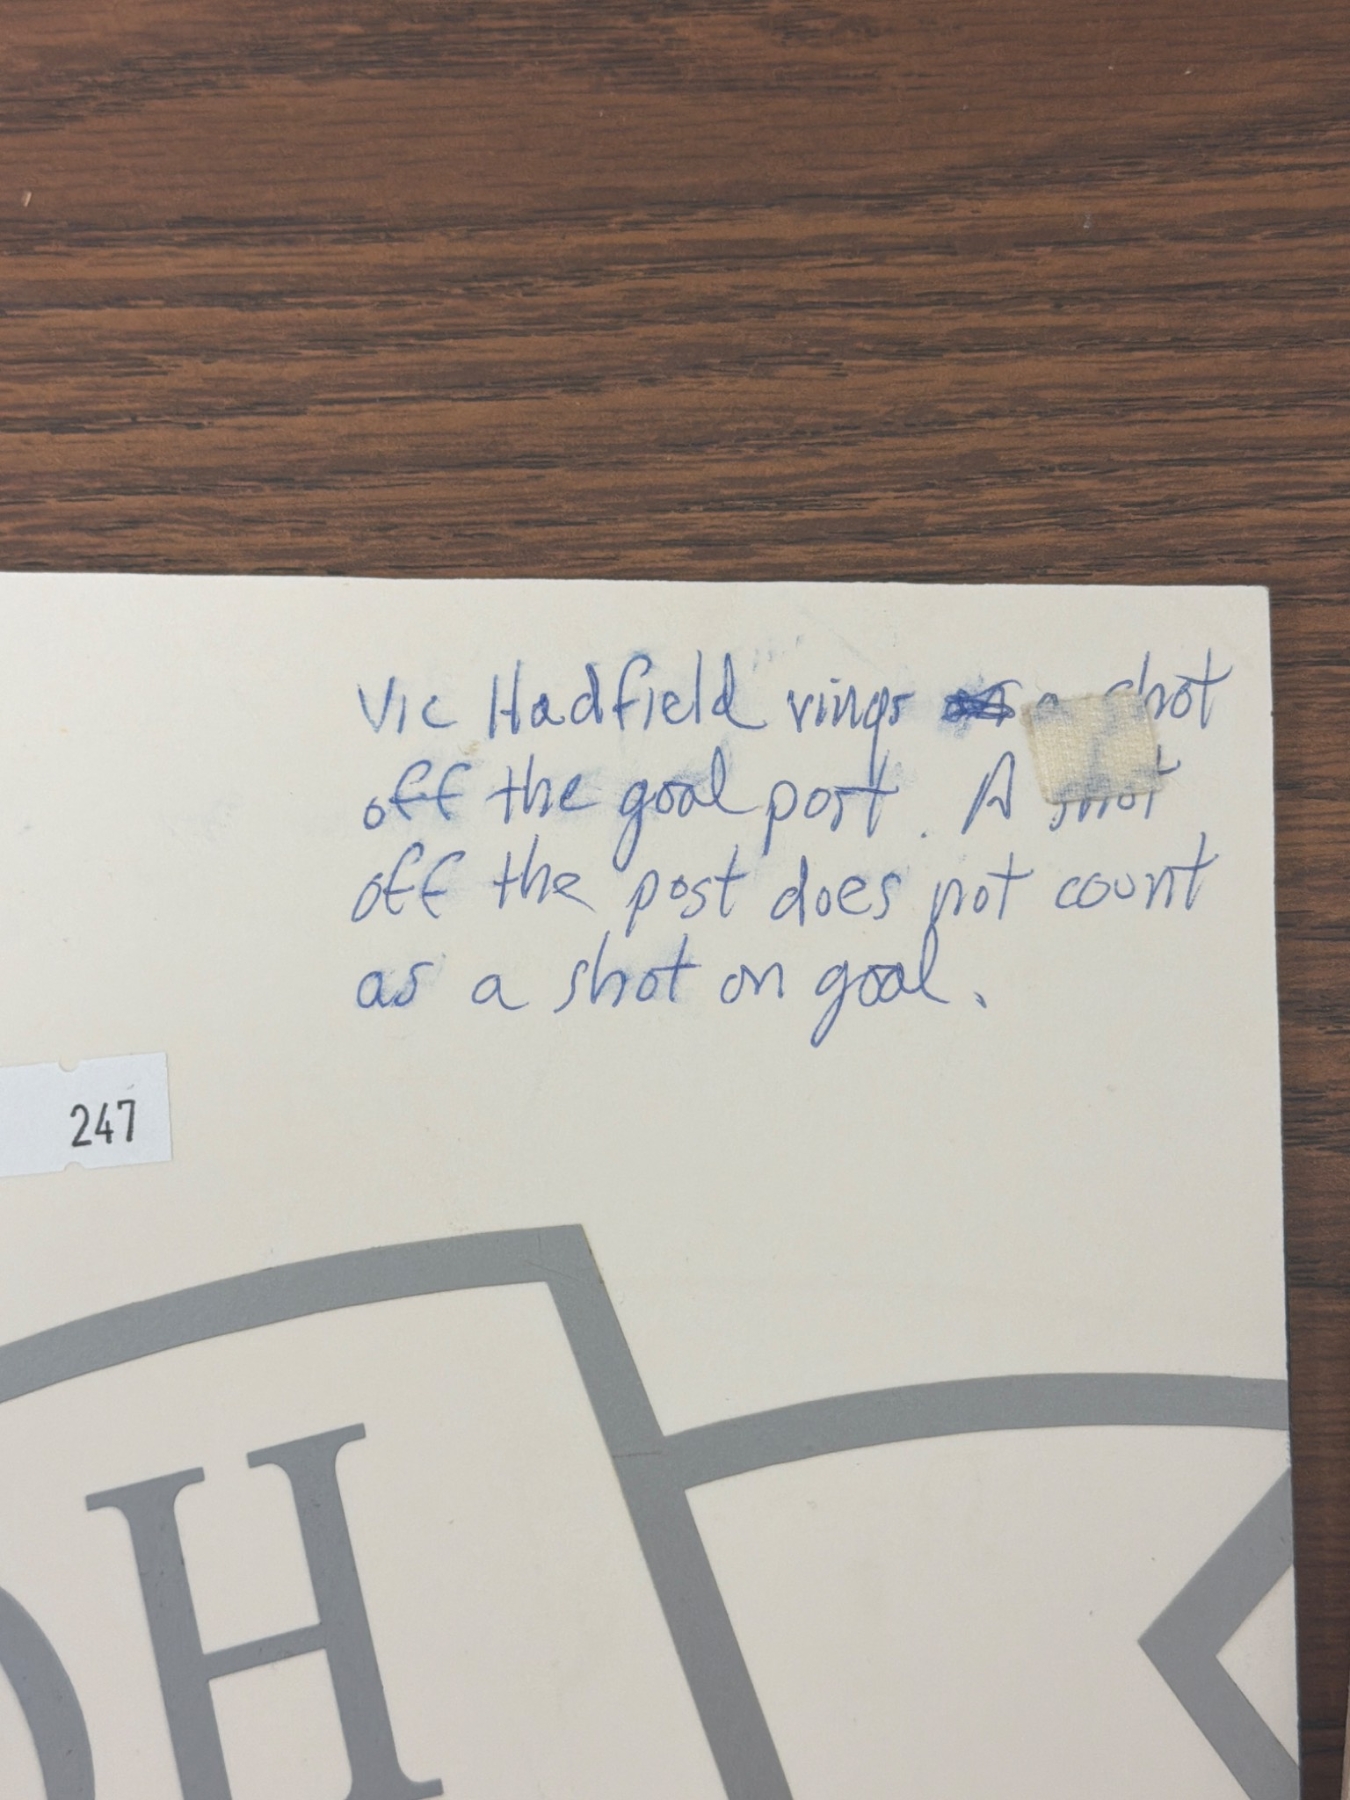 Vic Hadfield rings a shot
off the goal post. A shot
off the post does not count
as a shot on goal.
247
H